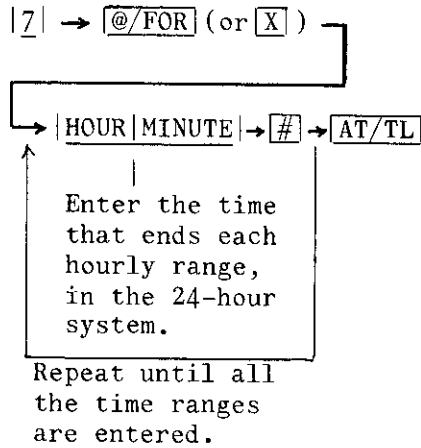 7 → @/FOR (or X)
→ HOUR MINUTE → # → AT/TL
Enter the time
that ends each
hourly range,
in the 24-hour
system.
Repeat until all
the time ranges
are entered.